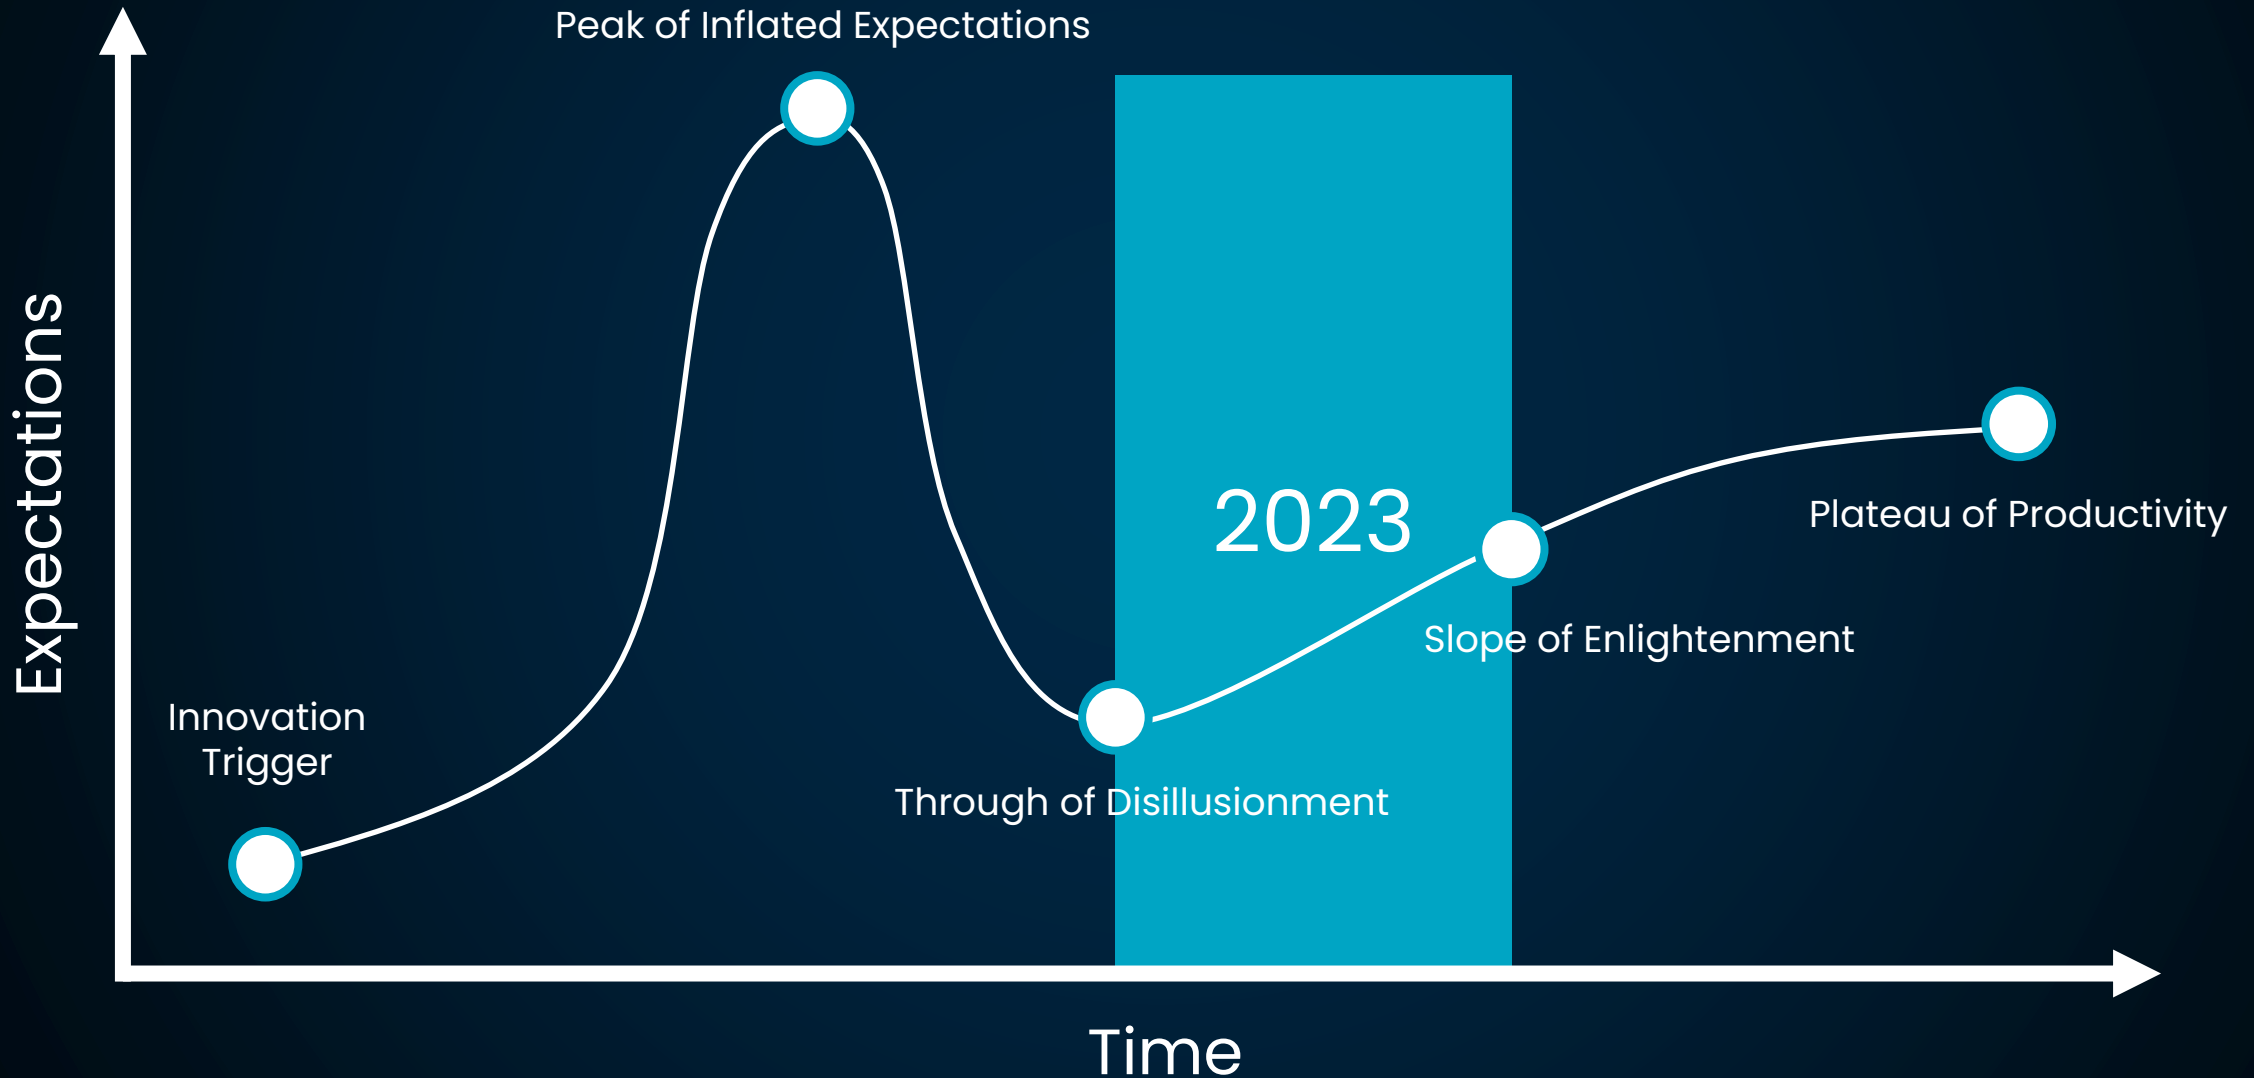 Peak of Inflated Expectations
Expectations
2023
Plateau of Productivity
Slope of Enlightenment
Innovation
Trigger
Through of Disillusionment
Time